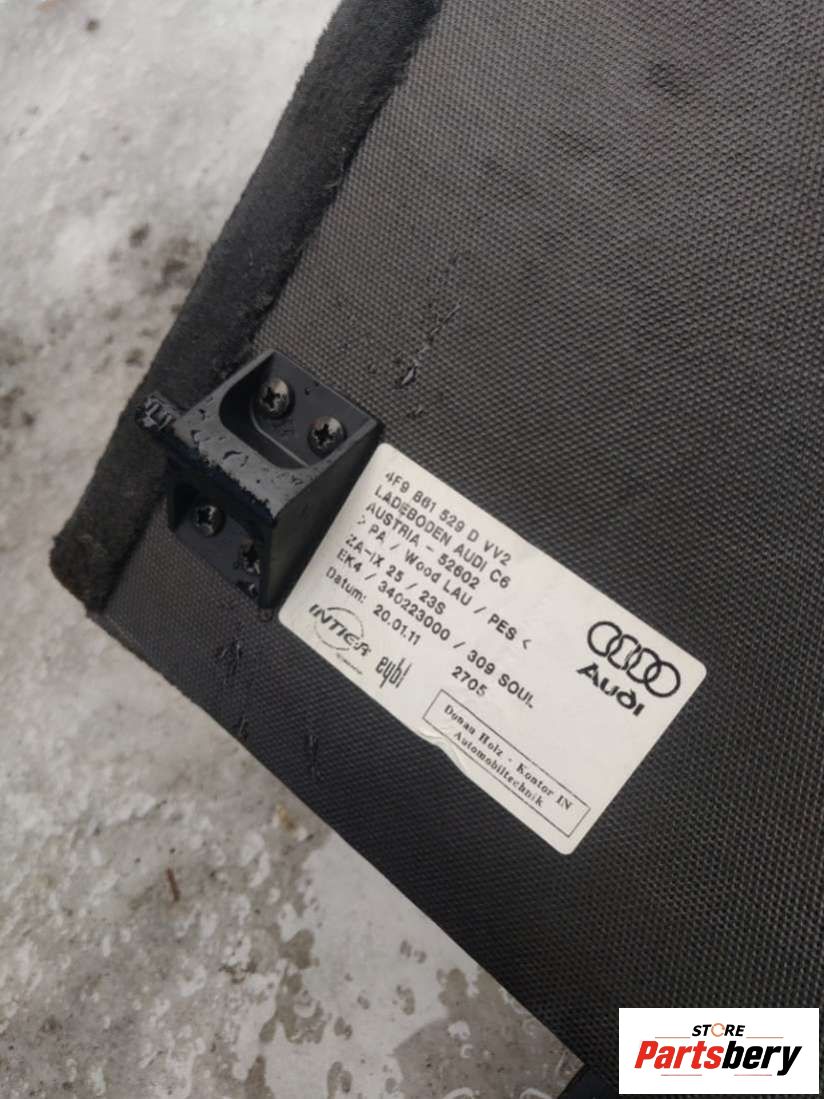 4F9 861 529 D VV2
LADEBODEN AUDI C6
AUSTRIA - 52602
> PA / Wood LAU / PES <
ZA-IX 25 / 23S
EK4 / 340223000 / 309 SOUL
Datum: 20.01.11 2705
INTIER
eybl
Audi
Donau Holz - Kontor IN
Automobiltechnik
STORE
Partsbery